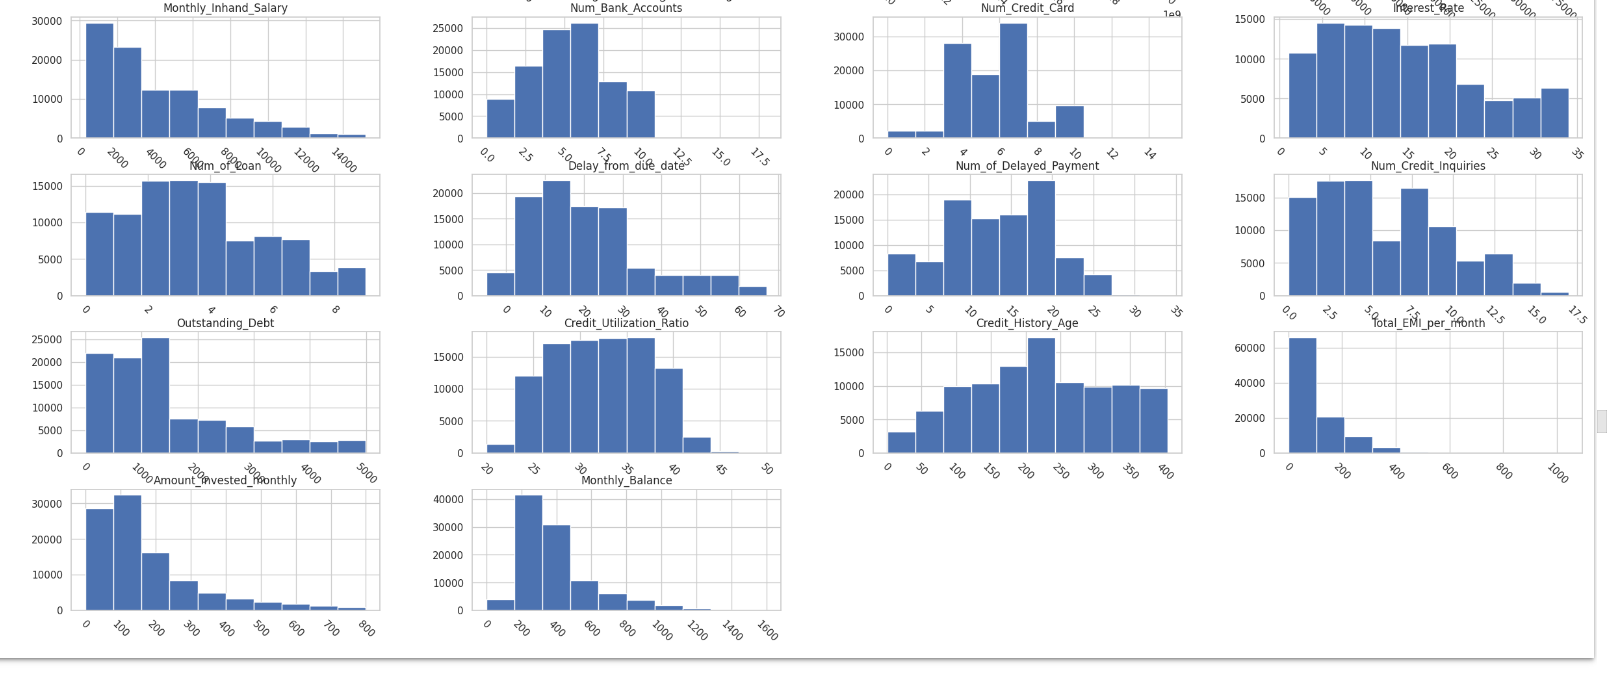 Monthly_Inhand_Salary
30000
20000
10000
0
0 2000 4000 6000 8000 10000 12000 14000
Num_Bank_Accounts
25000
20000
15000
10000
5000
0
0.0 2.5 5.0 7.5 10.0 12.5 15.0 17.5
1e9
Num_Credit_Card
30000
20000
10000
0
0 2 4 6 8 10 12 14
Interest_Rate
15000
10000
5000
0
0 5 10 15 20 25 30 35
Num_of_Loan
15000
10000
5000
0
0 2 4 6 8
Delay_from_due_date
20000
15000
10000
5000
0
0 10 20 30 40 50 60 70
Num_of_Delayed_Payment
20000
15000
10000
5000
0
0 5 10 15 20 25 30 35
Num_Credit_Inquiries
15000
10000
5000
0
0.0 2.5 5.0 7.5 10.0 12.5 15.0 17.5
Outstanding_Debt
25000
20000
15000
10000
5000
0
0 1000 2000 3000 4000 5000
Credit_Utilization_Ratio
15000
10000
5000
0
20 25 30 35 40 45 50
Credit_History_Age
15000
10000
5000
0
0 50 100 150 200 250 300 350 400
Total_EMI_per_month
60000
40000
20000
0
0 200 400 600 800 1000
Amount_invested_monthly
30000
20000
10000
0
0 100 200 300 400 500 600 700 800
Monthly_Balance
40000
30000
20000
10000
0
0 200 400 600 800 1000 1200 1400 1600